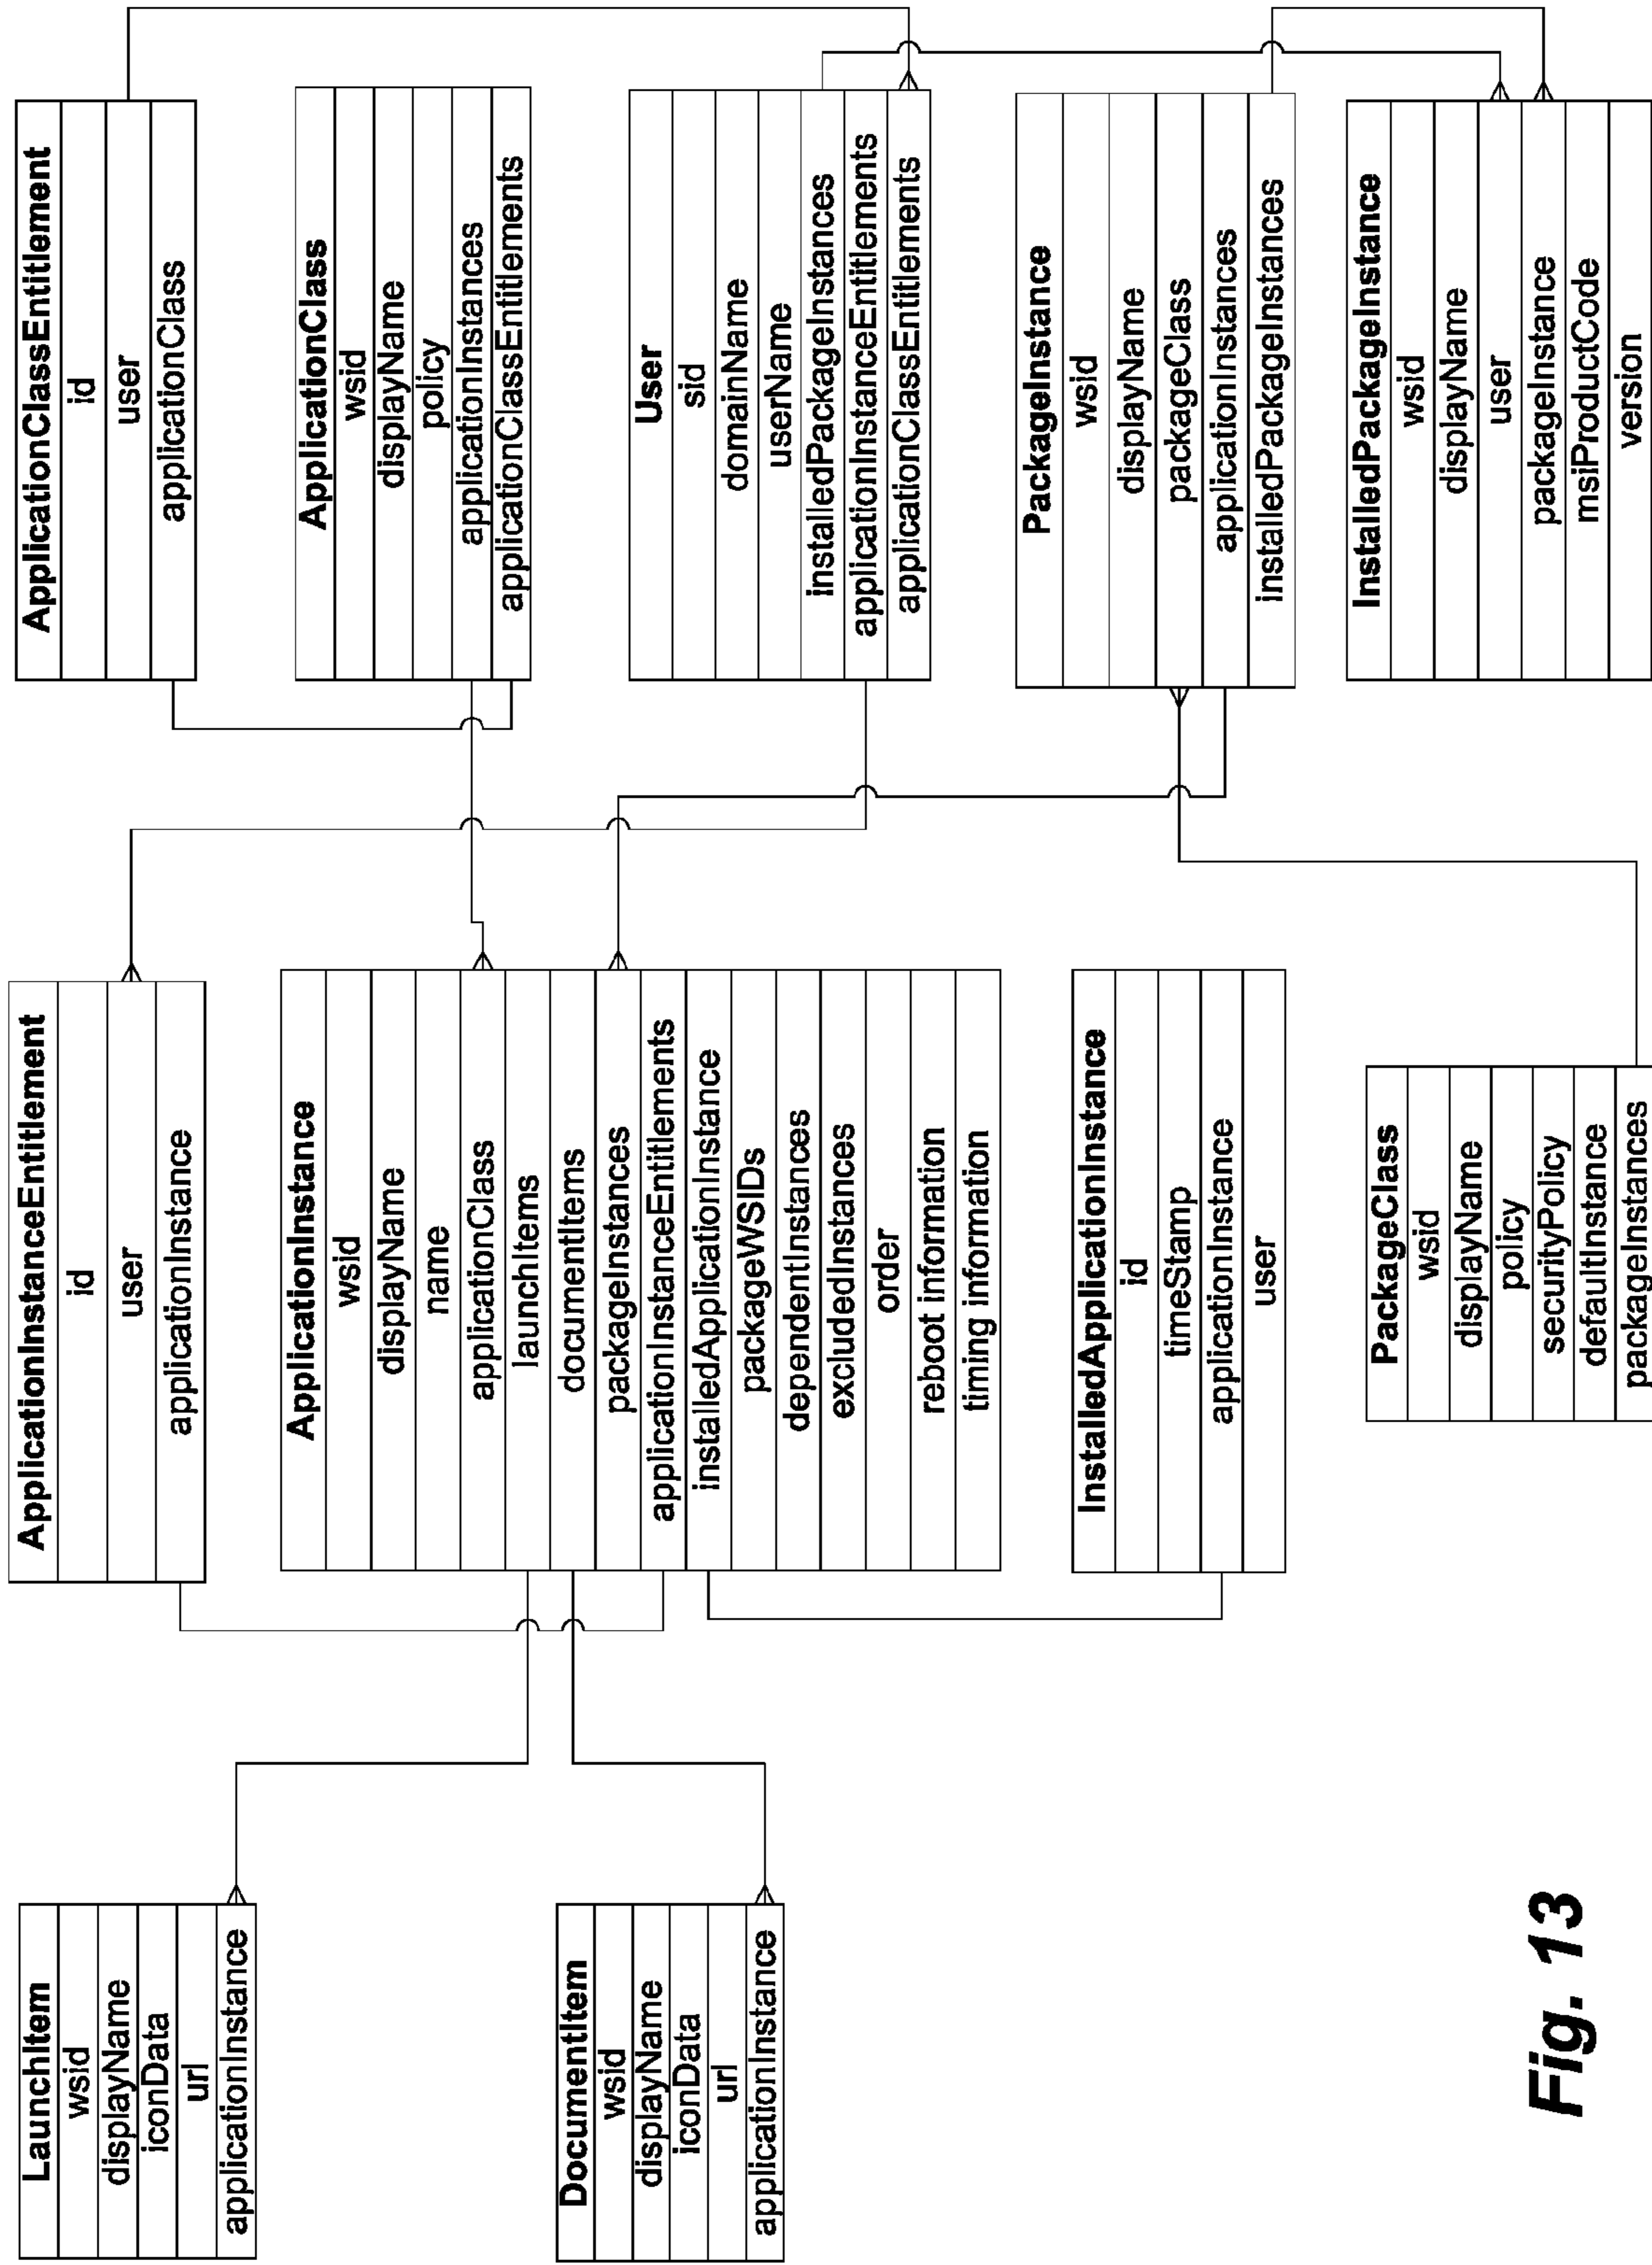 LaunchItem
wsid
displayName
iconData
url
applicationInstance
DocumentItem
wsid
displayName
iconData
url
applicationInstance
ApplicationInstanceEntitlement
id
user
applicationInstance
ApplicationInstance
wsid
displayName
name
applicationClass
launchItems
documentItems
packageInstances
applicationInstanceEntitlements
installedApplicationInstance
packageWSIDs
dependentInstances
excludedInstances
order
reboot information
timing information
InstalledApplicationInstance
id
timeStamp
applicationInstance
user
PackageClass
wsid
displayName
policy
securityPolicy
defaultInstance
packageInstances
ApplicationClassEntitlement
id
user
applicationClass
ApplicationClass
wsid
displayName
policy
applicationInstances
applicationClassEntitlements
User
sid
domainName
userName
installedPackageInstances
applicationInstanceEntitlements
applicationClassEntitlements
PackageInstance
wsid
displayName
packageClass
applicationInstances
installedPackageInstances
InstalledPackageInstance
wsid
displayName
user
packageInstance
msiProductCode
version
Fig. 13